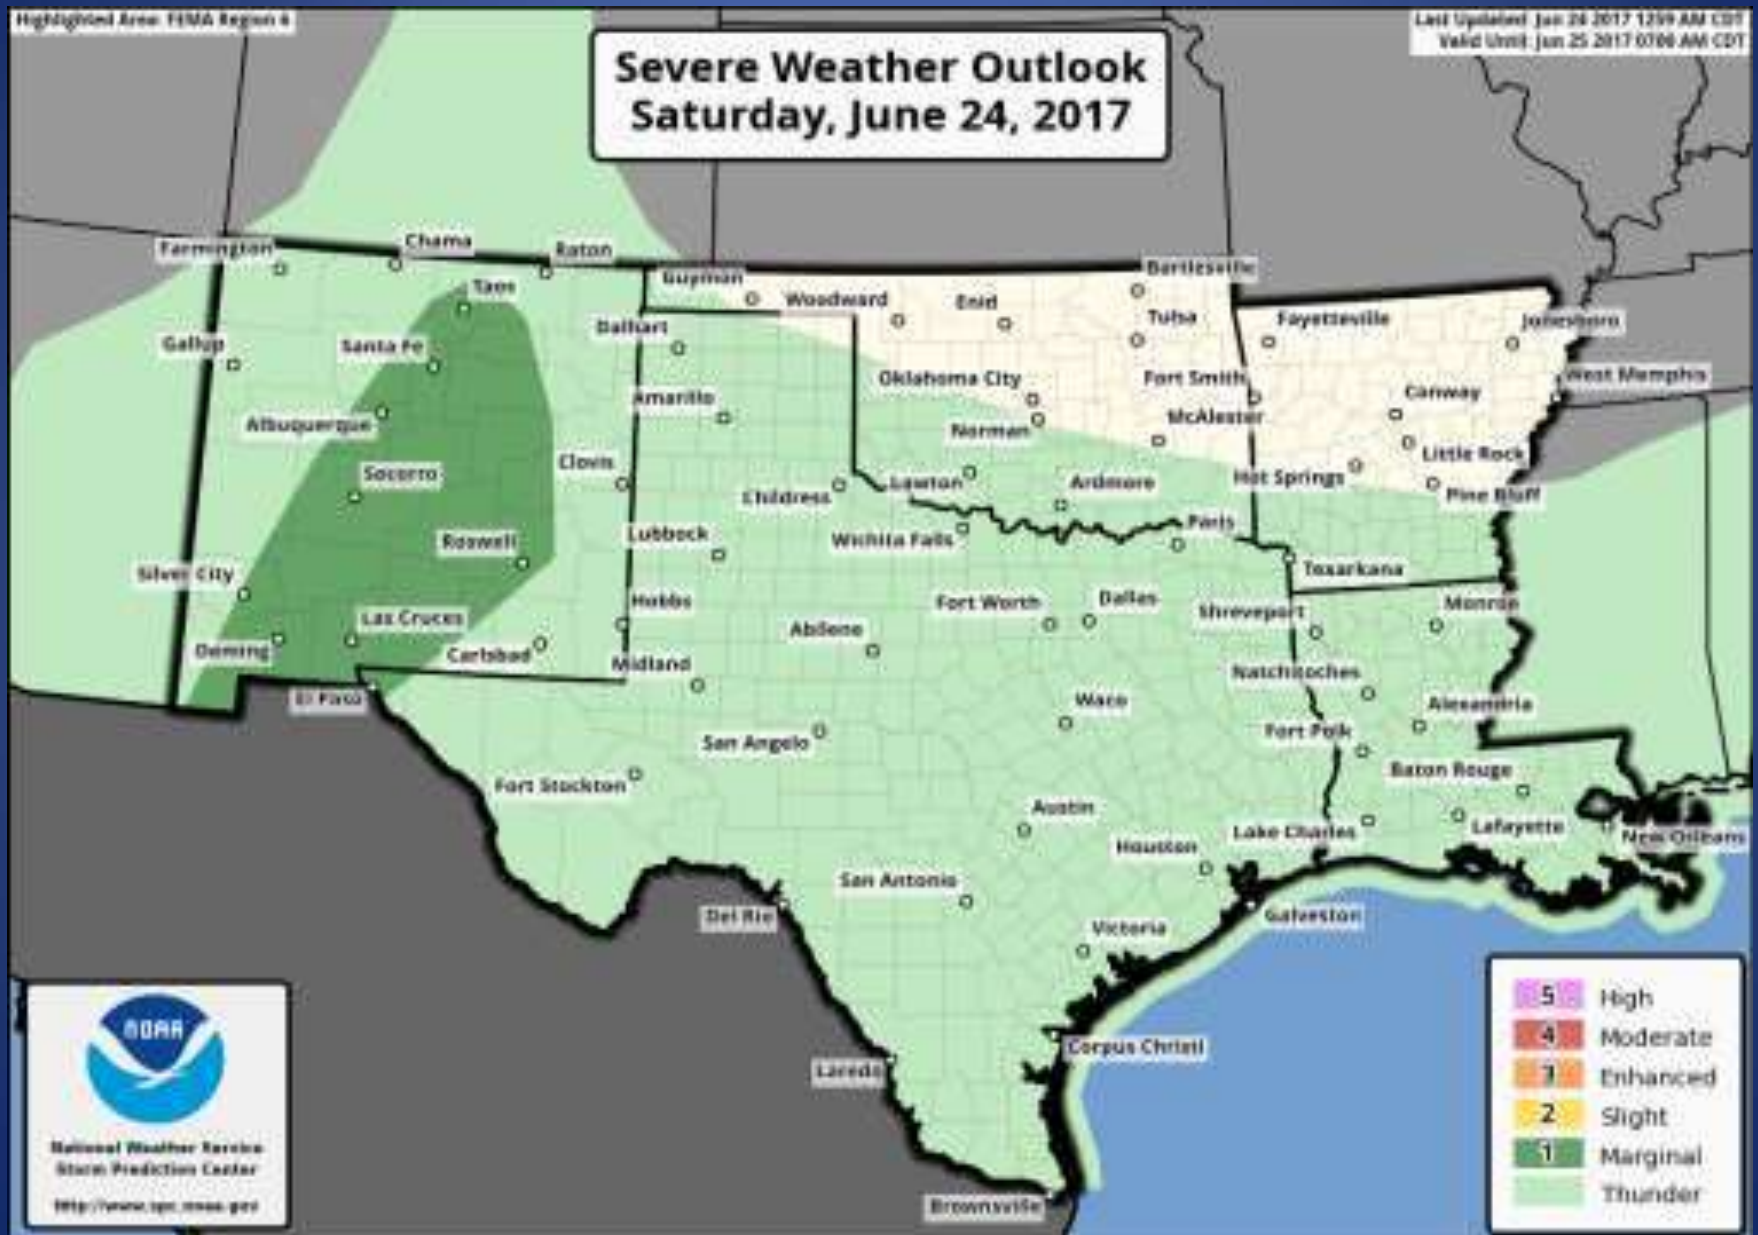 Highlighted Area: FEMA Region 6
Last Updated: Jun 24 2017 1259 AM CDT
Valid Until: Jun 25 2017 0700 AM CDT
Severe Weather Outlook
Saturday, June 24, 2017
Farmington
Chama
Raton
Guymon
Bartlesville
Taos
Woodward
Enid
Tulsa
Fayetteville
Jonesboro
Dalhart
Gallup
Santa Fe
Oklahoma City
Fort Smith
West Memphis
Conway
Amarillo
McAlester
Albuquerque
Norman
Little Rock
Clovis
Socorro
Hot Springs
Lawton
Ardmore
Childress
Pine Bluff
Paris
Lubbock
Wichita Falls
Roswell
Texarkana
Silver City
Hobbs
Fort Worth
Dallas
Shreveport
Monroe
Las Cruces
Abilene
Deming
Carlsbad
Midland
Natchitoches
El Paso
Waco
Alexandria
San Angelo
Fort Polk
Baton Rouge
Fort Stockton
Austin
Lake Charles
Lafayette
New Orleans
Houston
San Antonio
Del Rio
Galveston
Victoria
Corpus Christi
Laredo
Brownsville
NOAA
National Weather Service
Storm Prediction Center
http://www.spc.noaa.gov
5 High
4 Moderate
3 Enhanced
2 Slight
1 Marginal
Thunder